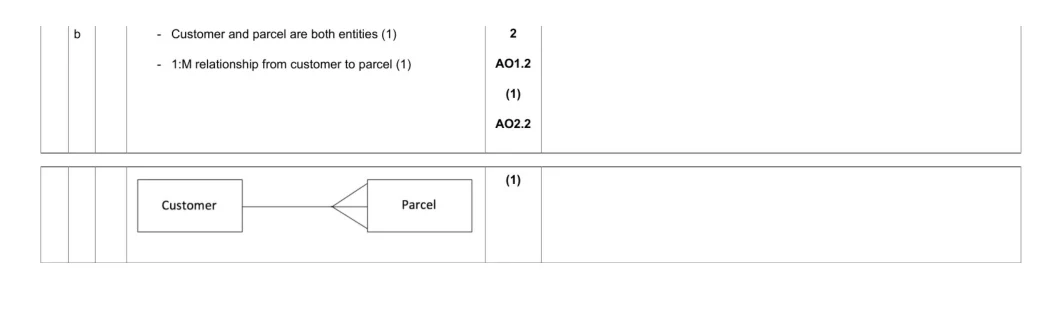 b - Customer and parcel are both entities (1) 2
- 1:M relationship from customer to parcel (1) AO1.2
(1)
AO2.2
(1)
Customer Parcel